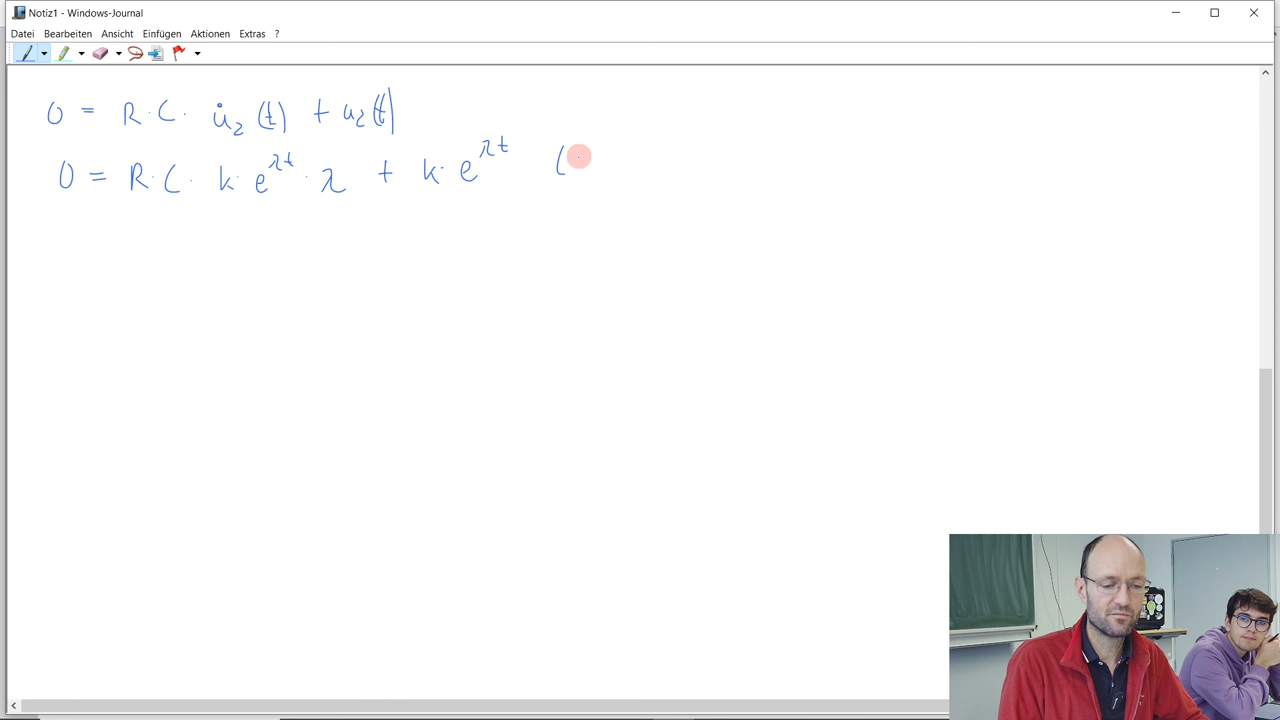 Notiz1 - Windows-Journal
Datei Bearbeiten Ansicht Einfügen Aktionen Extras ?
0 = R·C· u̇₂(t) + u₂(t)
0 = R·C· k·e^λt · λ + k·e^λt (